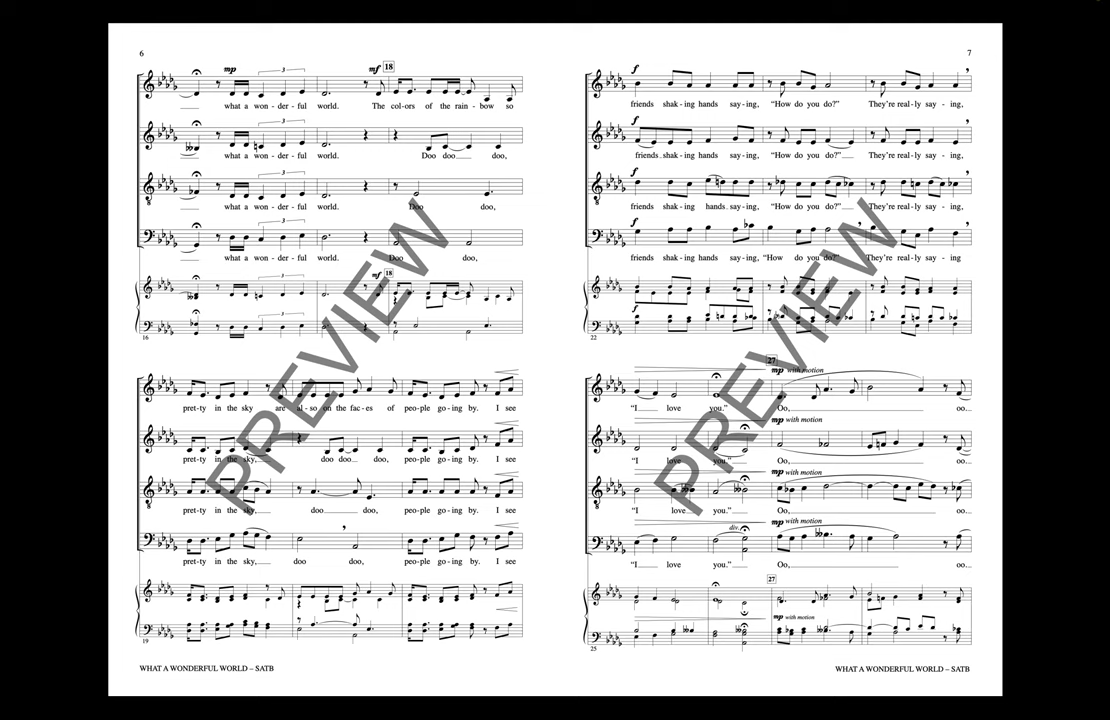 6
mp
3
mf
18
what a won - der - ful world. The col-ors of the rain - bow so
3
what a won - der - ful world. Doo doo doo,
3
what a won - der - ful world. Doo doo,
3
what a won - der - ful world. Doo doo,
3
mf
18
3
16
pret-ty in the sky are al - so on the fac - es of peo-ple go-ing by. I see
pret-ty in the sky, doo doo doo, peo-ple go-ing by. I see
pret-ty in the sky, doo doo, peo-ple go-ing by. I see
pret-ty in the sky, doo doo, peo-ple go-ing by. I see
19
WHAT A WONDERFUL WORLD – SATB
PREVIEW
7
f
friends shak - ing hands say - ing, “How do you do?” They're real-ly say - ing,
f
friends shak - ing hands say - ing, “How do you do?” They're real-ly say - ing,
f
friends shak - ing hands say - ing, “How do you do?” They're real-ly say - ing,
f
friends shak - ing hands say - ing, “How do you do?” They're real-ly say - ing
f
22
27
mp with motion
“I love you.” Oo, oo...
mp with motion
“I love you.” Oo, oo...
mp with motion
“I love you.” Oo, oo...
mp with motion
div.
“I love you.” Oo, oo...
27
mp with motion
25
WHAT A WONDERFUL WORLD – SATB
PREVIEW